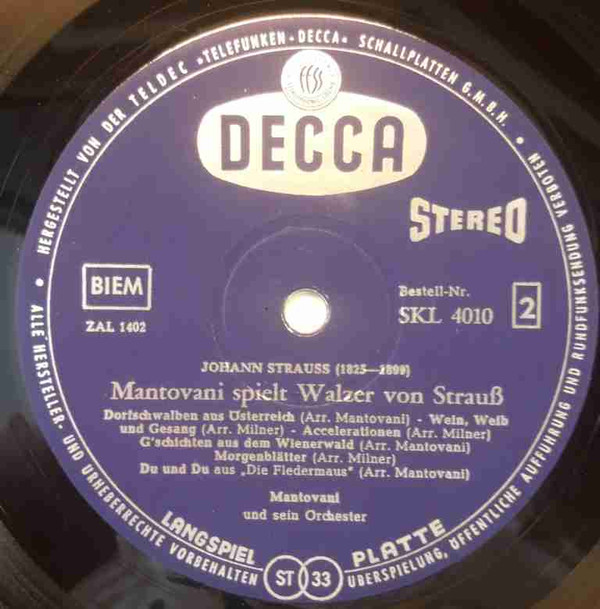 HERGESTELLT VON DER TELDEC »TELEFUNKEN-DECCA« SCHALLPLATTEN G.M.B.H.
ffss
DECCA
STEREO
BIEM
ZAL 1402
Bestell-Nr.
SKL 4010
2
JOHANN STRAUSS (1825—1899)
Mantovani spielt Walzer von Strauß
Dorfschwalben aus Österreich (Arr. Mantovani) - Wein, Weib
und Gesang (Arr. Milner) - Accelerationen (Arr. Milner)
G'schichten aus dem Wienerwald (Arr. Mantovani)
Morgenblätter (Arr. Milner)
Du und Du aus „Die Fledermaus" (Arr. Mantovani)
Mantovani
und sein Orchester
LANGSPIEL PLATTE
ST 33
ALLE HERSTELLER- UND URHEBERRECHTE VORBEHALTEN
ÜBERSPIELUNG, ÖFFENTLICHE AUFFÜHRUNG UND RUNDFUNKSENDUNG VERBOTEN